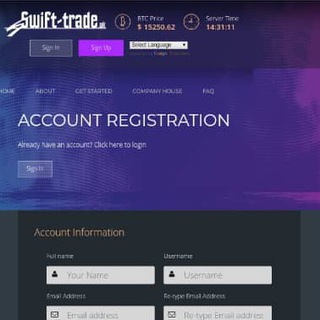 Swift-trade.uk
BTC Price
$ 15250.62
Server Time
14:31:11
Sign In
Sign Up
Select Language
HOME
ABOUT
GET STARTED
COMPANY HOUSE
FAQ
ACCOUNT REGISTRATION
Already have an account? Click here to login
Sign In
Account Information
Full name
Username
Your Name
Username
Email Address
Re-type Email Address
Email address
Re-type Email address